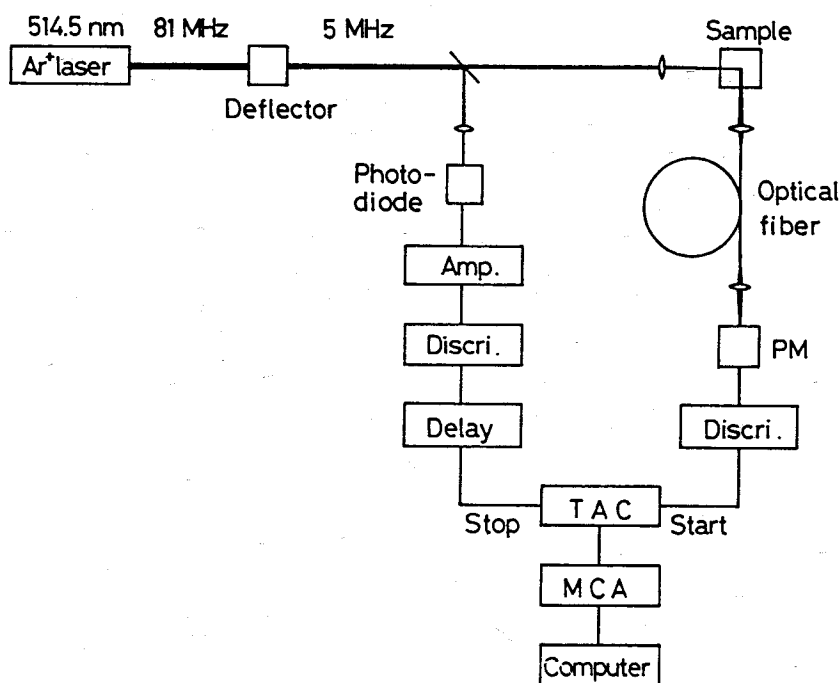 514.5 nm 81 MHz 5 MHz
Ar+laser
Deflector
Sample
Photo-
diode
Optical
fiber
Amp.
Discri.
PM
Delay
Discri.
Stop
TAC
Start
MCA
Computer